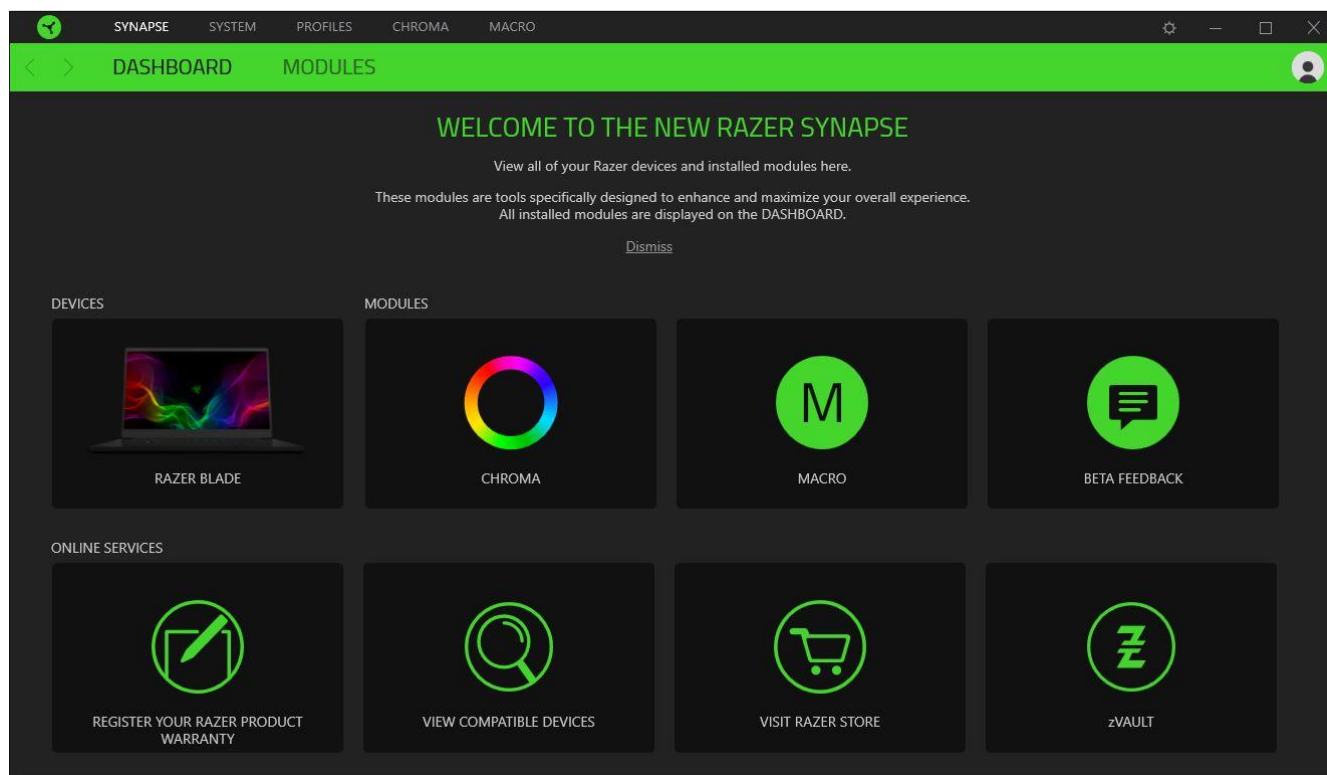 SYNAPSE SYSTEM PROFILES CHROMA MACRO
DASHBOARD MODULES
WELCOME TO THE NEW RAZER SYNAPSE
View all of your Razer devices and installed modules here.
These modules are tools specifically designed to enhance and maximize your overall experience.
All installed modules are displayed on the DASHBOARD.
Dismiss
DEVICES MODULES
M
RAZER BLADE CHROMA MACRO BETA FEEDBACK
ONLINE SERVICES
REGISTER YOUR RAZER PRODUCT
WARRANTY
VIEW COMPATIBLE DEVICES
VISIT RAZER STORE
zVAULT